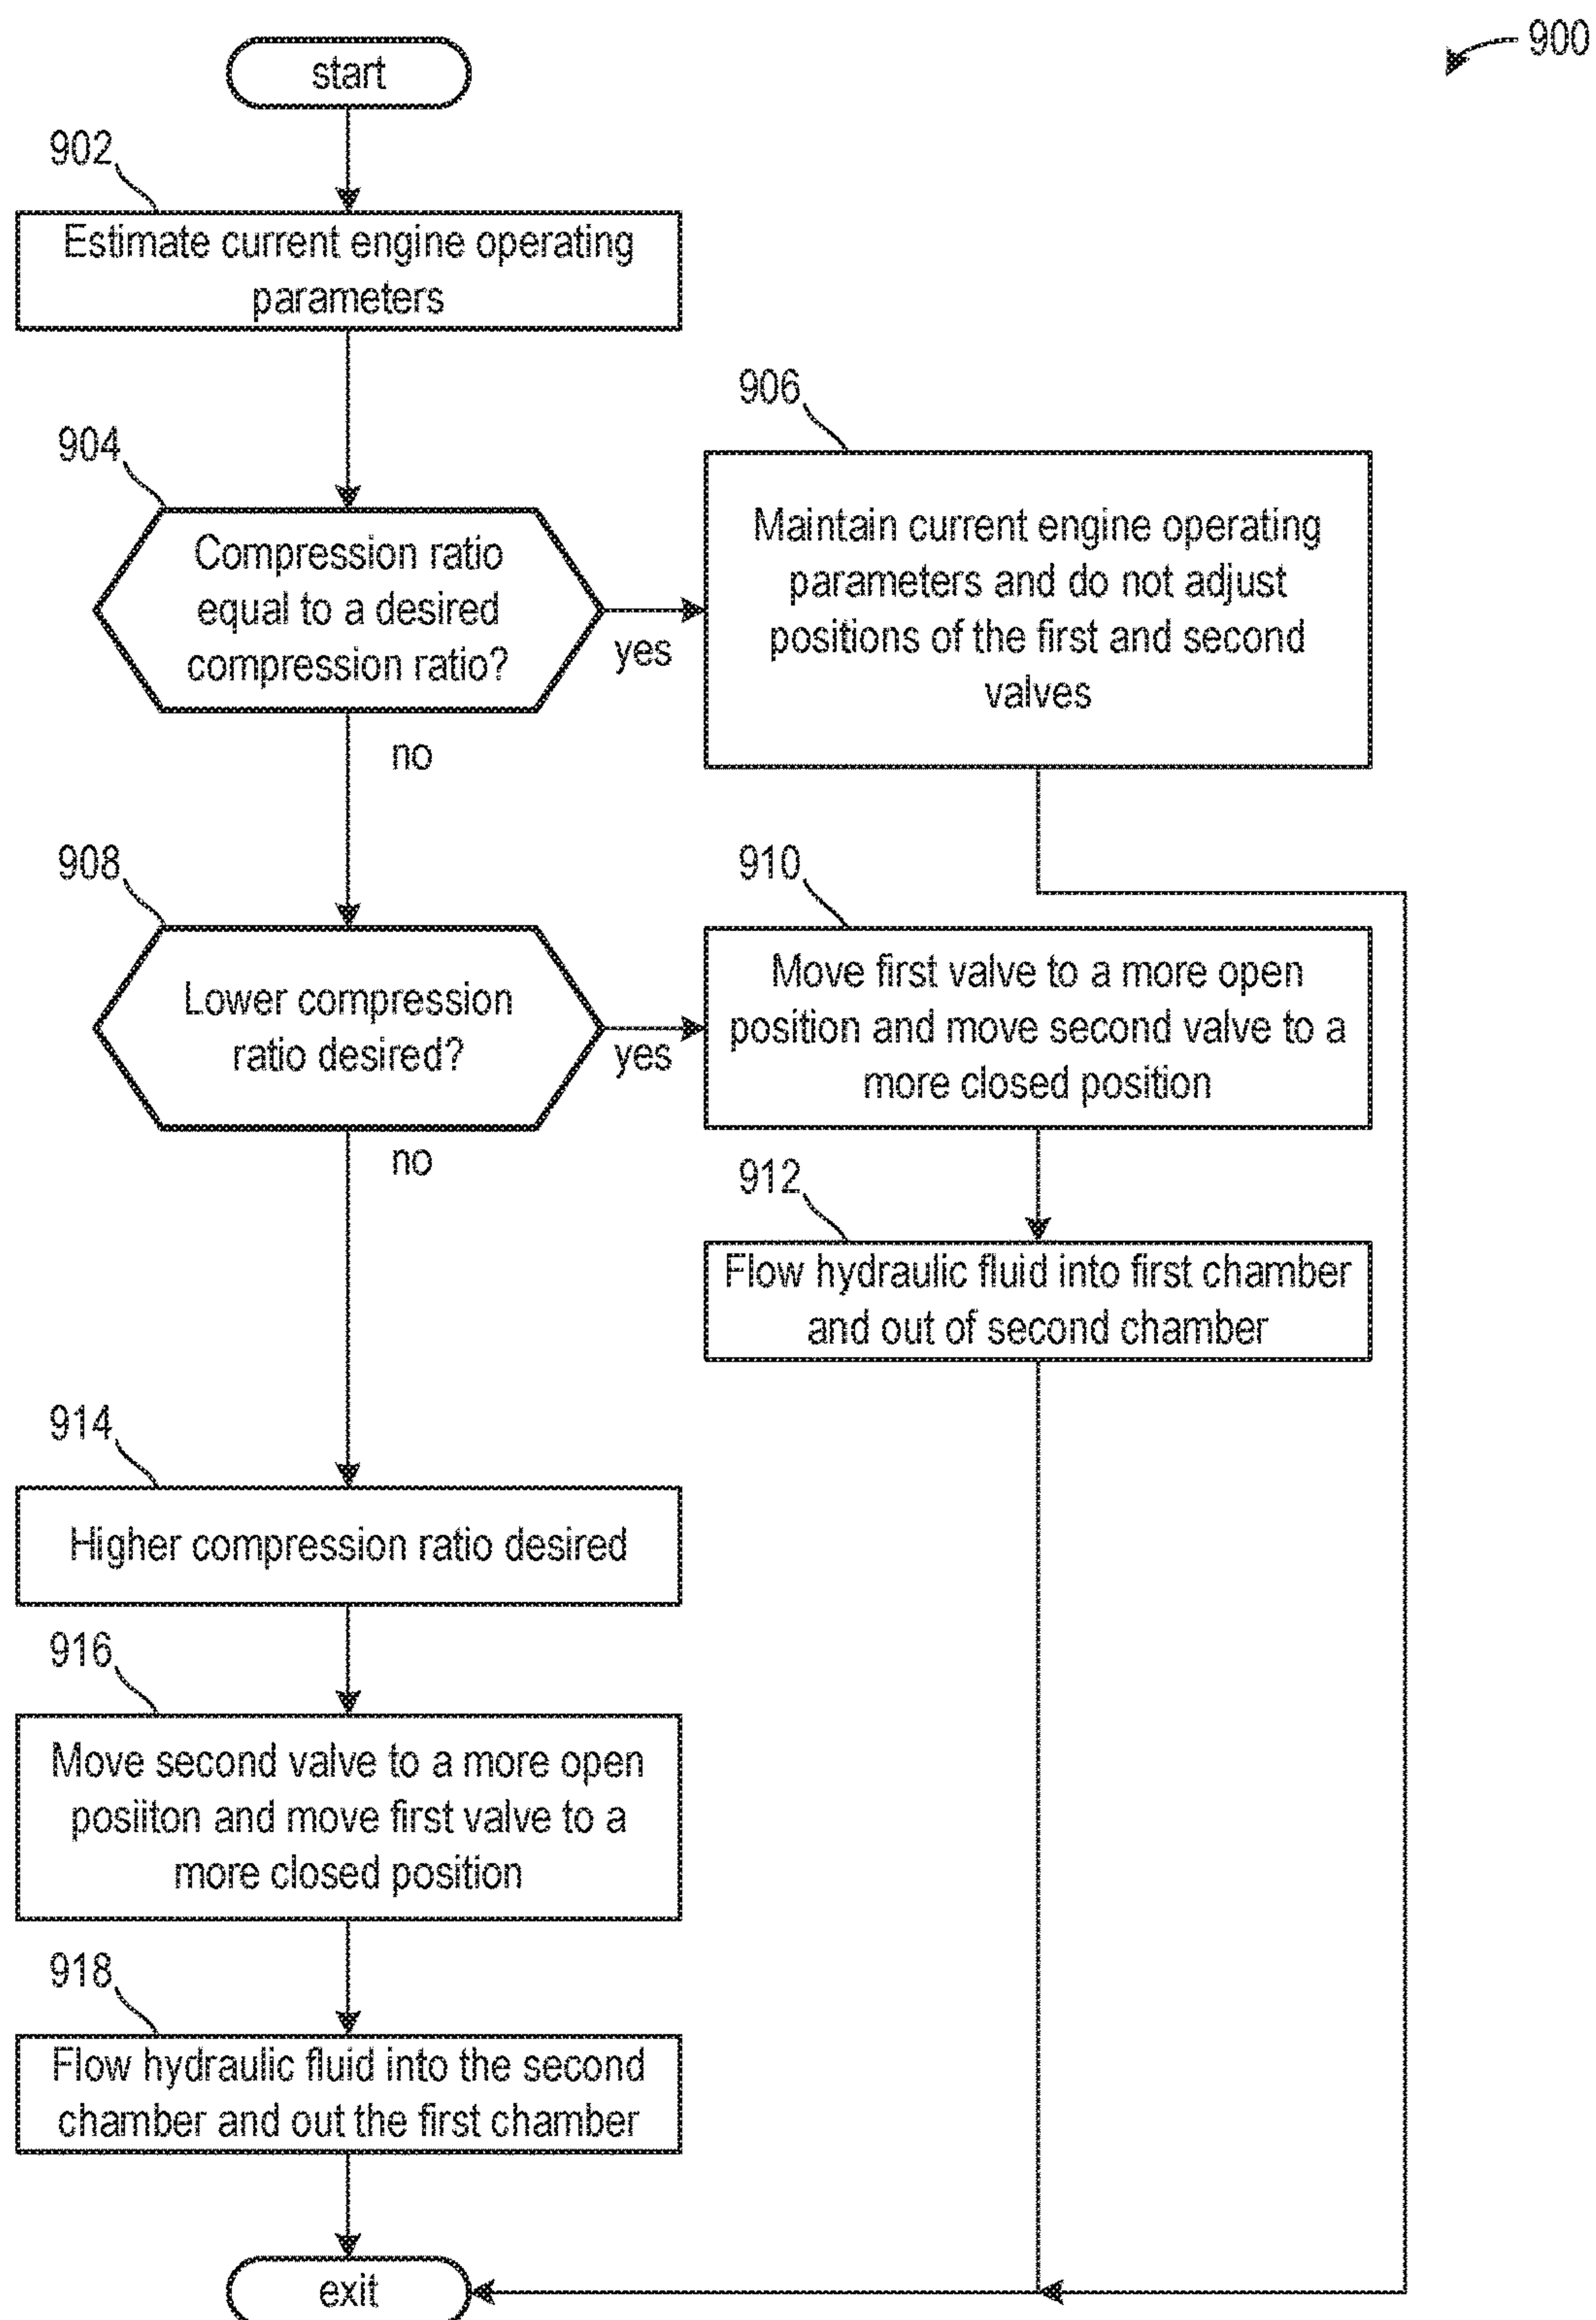 900
start
902
Estimate current engine operating
parameters
904
Compression ratio
equal to a desired
compression ratio?
yes
no
906
Maintain current engine operating
parameters and do not adjust
positions of the first and second
valves
908
Lower compression
ratio desired?
yes
no
910
Move first valve to a more open
position and move second valve to a
more closed position
912
Flow hydraulic fluid into first chamber
and out of second chamber
914
Higher compression ratio desired
916
Move second valve to a more open
posiiton and move first valve to a
more closed position
918
Flow hydraulic fluid into the second
chamber and out the first chamber
exit